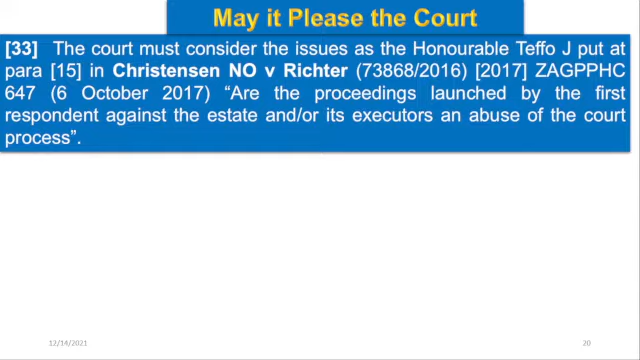 May it Please the Court
[33] The court must consider the issues as the Honourable Teffo J put at
para [15] in Christensen NO v Richter (73868/2016) [2017] ZAGPPHC
647 (6 October 2017) “Are the proceedings launched by the first
respondent against the estate and/or its executors an abuse of the court
process”.
12/14/2021
20